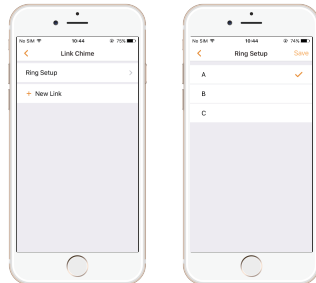 No SIM 10:44 75%
Link Chime
Ring Setup
+ New Link
No SIM 10:44 74%
Ring Setup Save
A
B
C